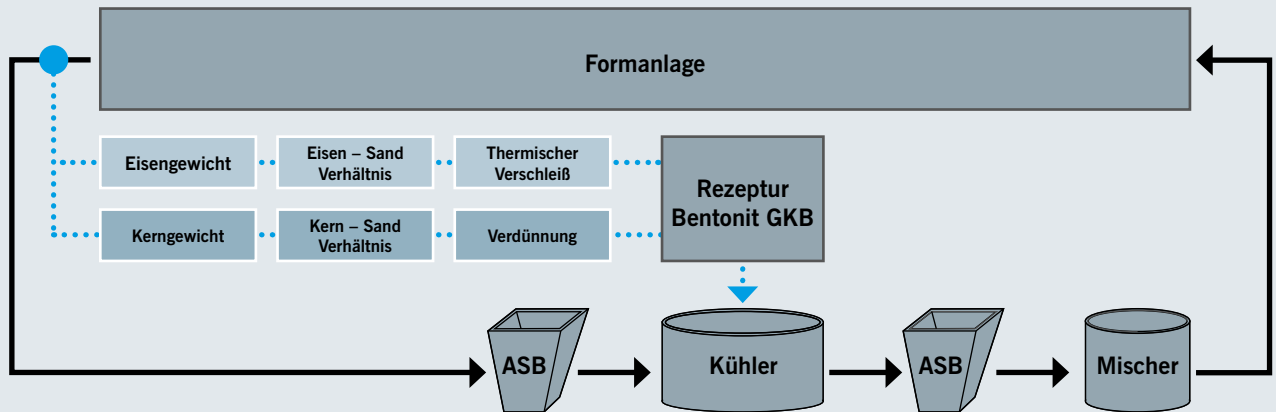 Formanlage
Eisengewicht
Eisen – Sand
Verhältnis
Thermischer
Verschleiß
Kerngewicht
Kern – Sand
Verhältnis
Verdünnung
Rezeptur
Bentonit GKB
ASB
Kühler
ASB
Mischer